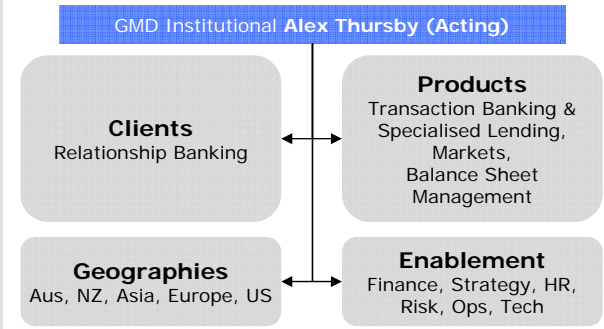 GMD Institutional Alex Thursby (Acting)
Clients
Relationship Banking
Products
Transaction Banking &
Specialised Lending,
Markets,
Balance Sheet
Management
Geographies
Aus, NZ, Asia, Europe, US
Enablement
Finance, Strategy, HR,
Risk, Ops, Tech